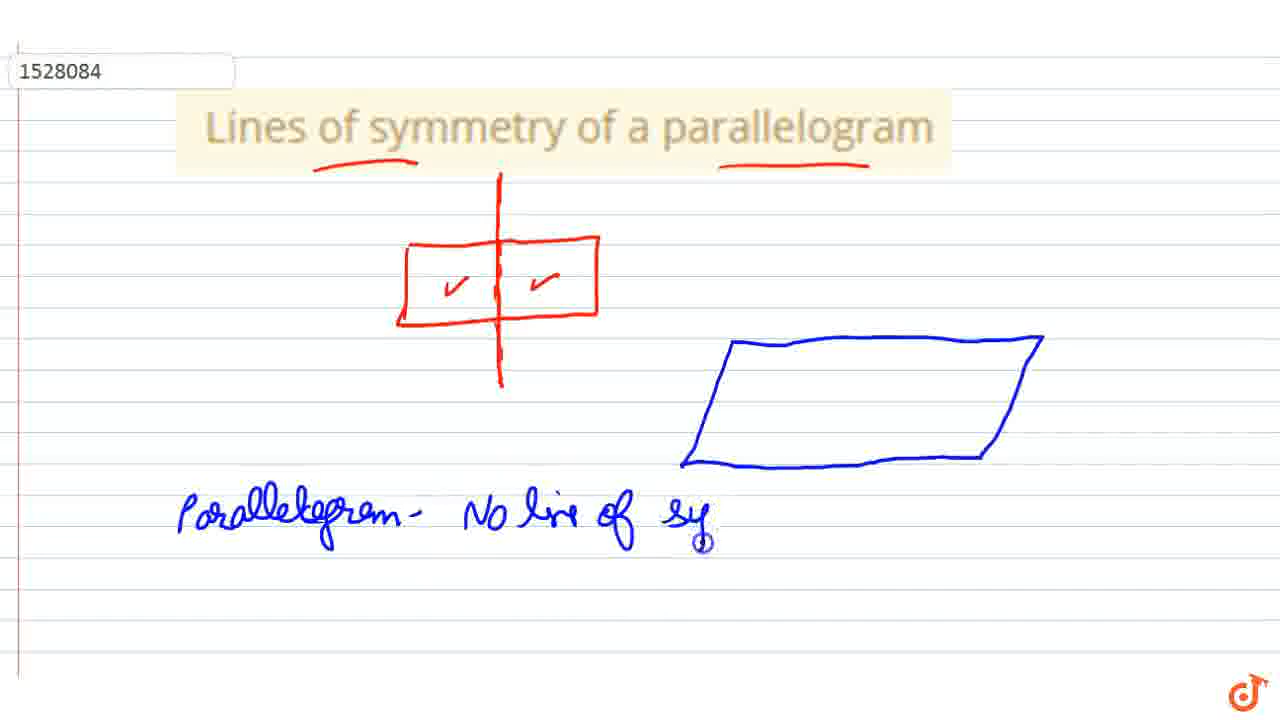 1528084
Lines of symmetry of a parallelogram
Parallelogram - No line of sy